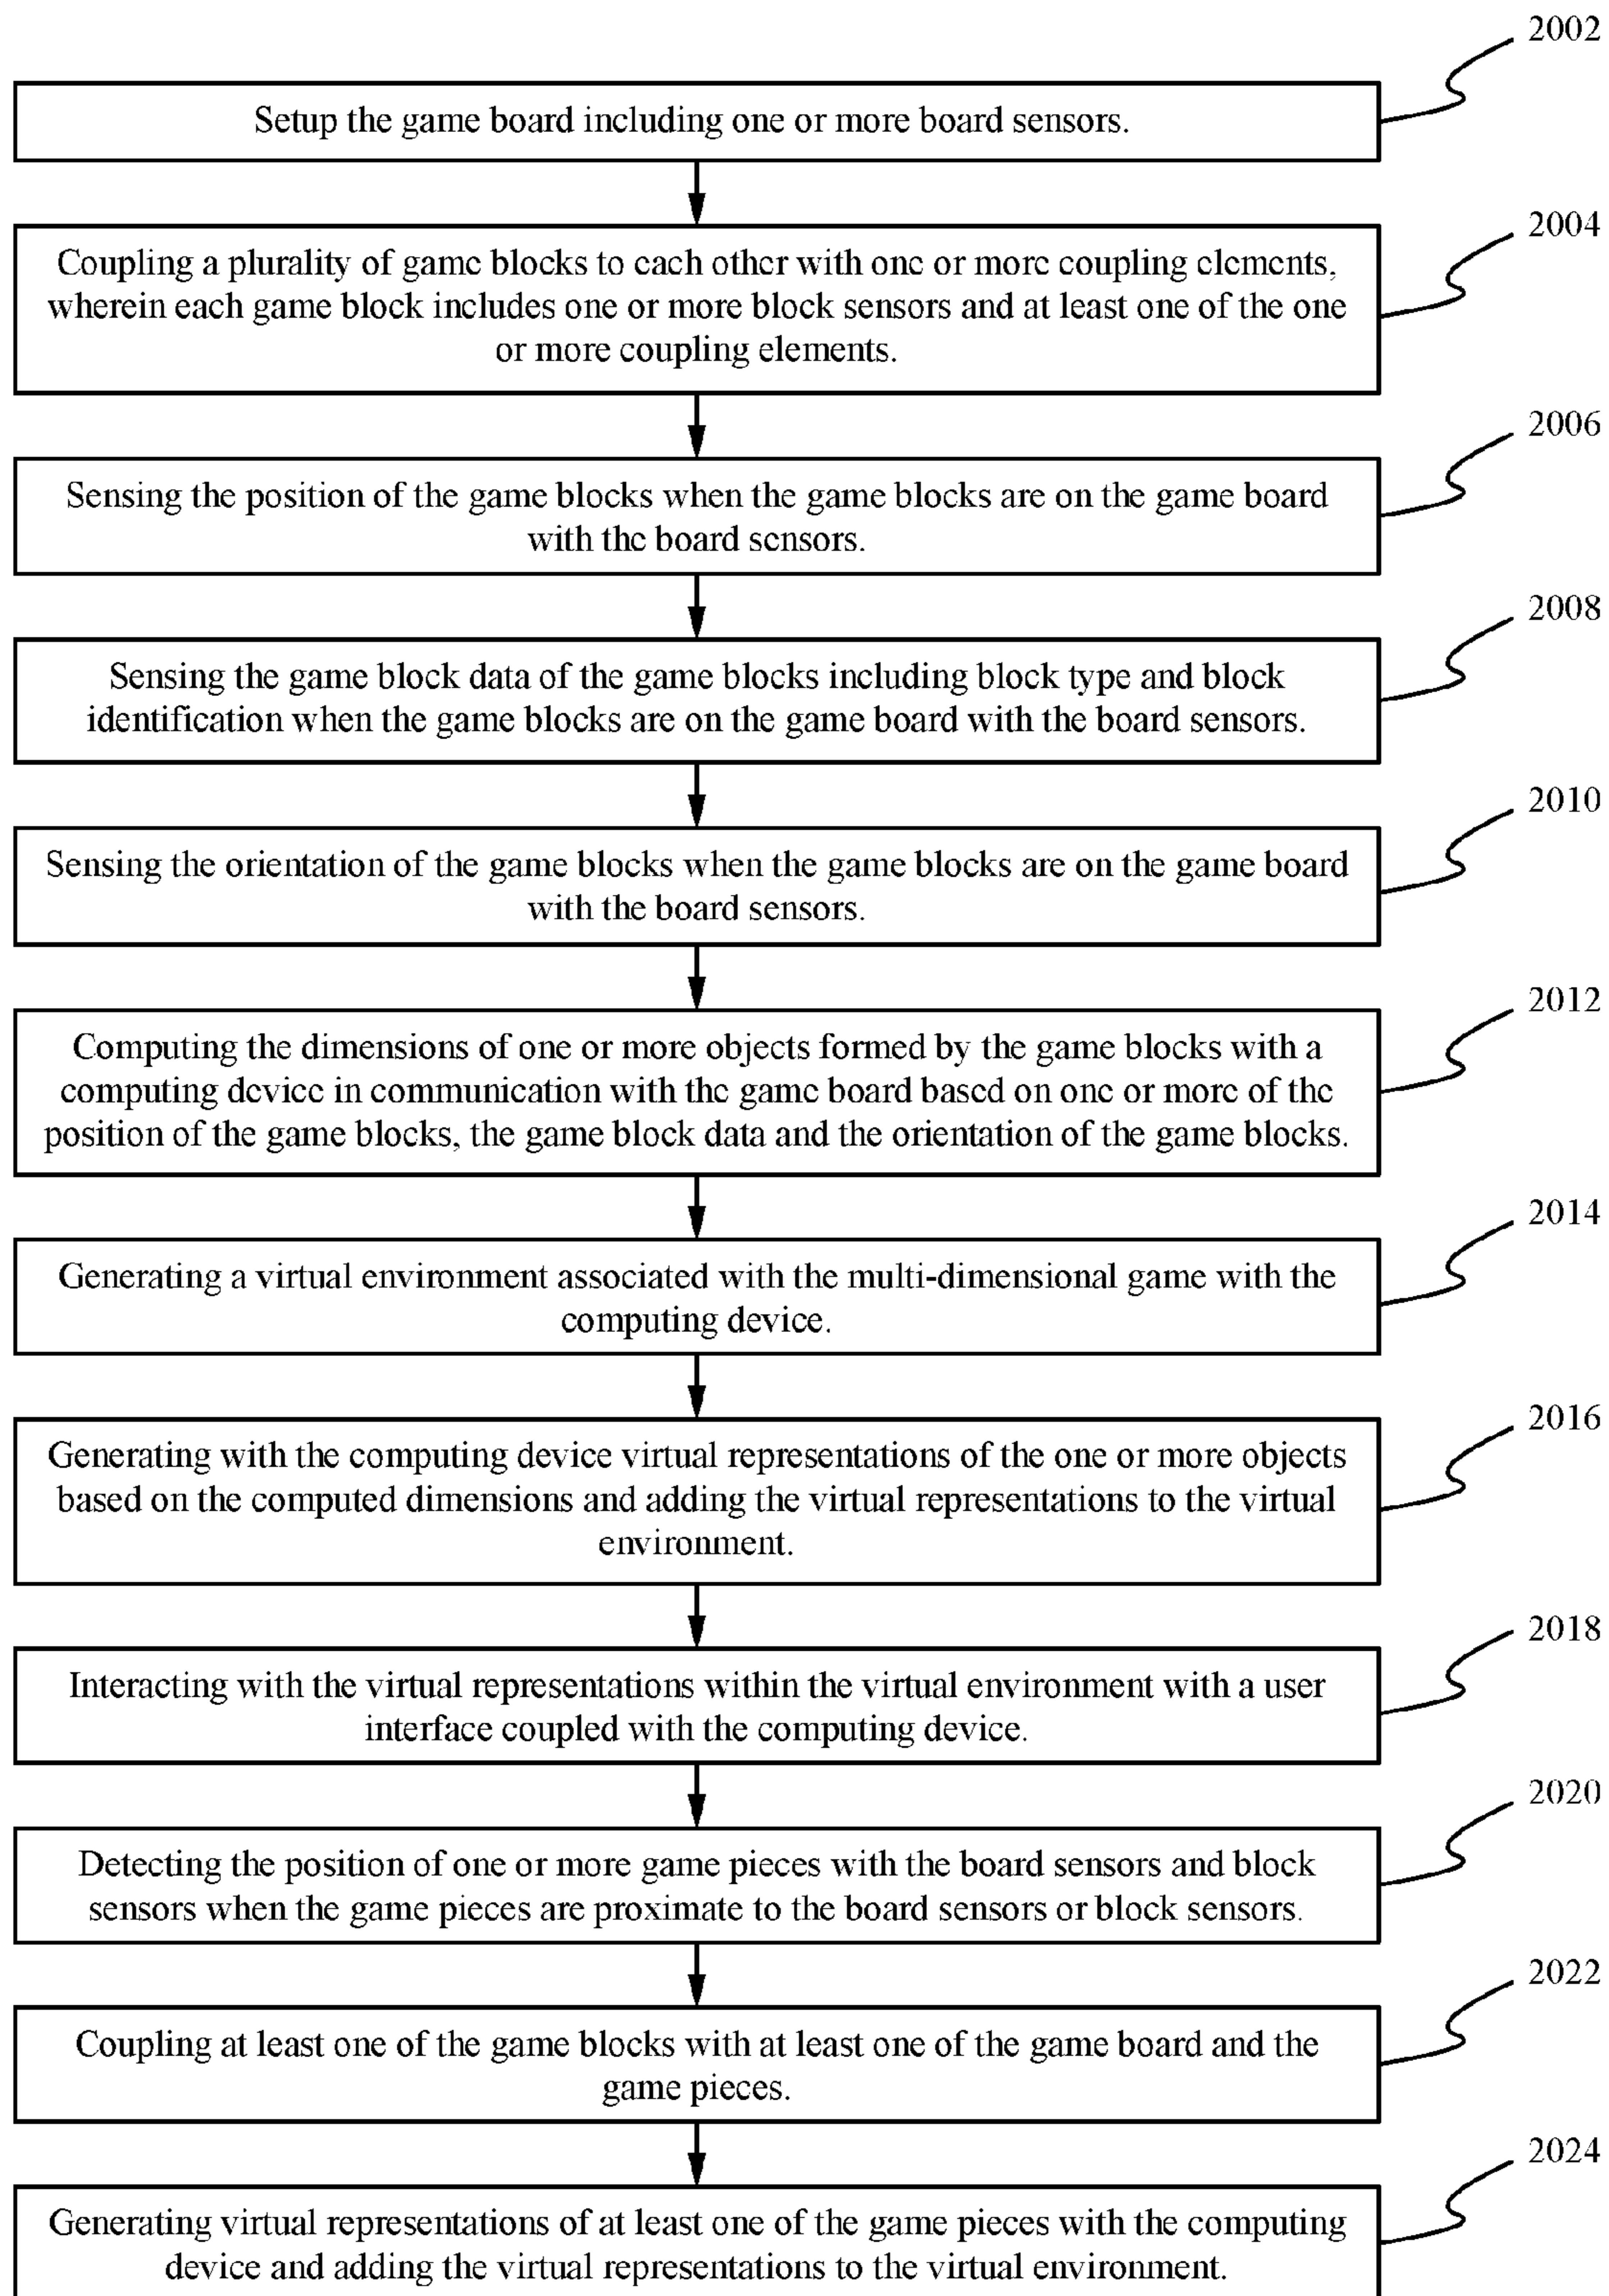 2002
Setup the game board including one or more board sensors.
2004
Coupling a plurality of game blocks to each other with one or more coupling elements,
wherein each game block includes one or more block sensors and at least one of the one
or more coupling elements.
2006
Sensing the position of the game blocks when the game blocks are on the game board
with the board sensors.
2008
Sensing the game block data of the game blocks including block type and block
identification when the game blocks are on the game board with the board sensors.
2010
Sensing the orientation of the game blocks when the game blocks are on the game board
with the board sensors.
2012
Computing the dimensions of one or more objects formed by the game blocks with a
computing device in communication with the game board based on one or more of the
position of the game blocks, the game block data and the orientation of the game blocks.
2014
Generating a virtual environment associated with the multi-dimensional game with the
computing device.
2016
Generating with the computing device virtual representations of the one or more objects
based on the computed dimensions and adding the virtual representations to the virtual
environment.
2018
Interacting with the virtual representations within the virtual environment with a user
interface coupled with the computing device.
2020
Detecting the position of one or more game pieces with the board sensors and block
sensors when the game pieces are proximate to the board sensors or block sensors.
2022
Coupling at least one of the game blocks with at least one of the game board and the
game pieces.
2024
Generating virtual representations of at least one of the game pieces with the computing
device and adding the virtual representations to the virtual environment.